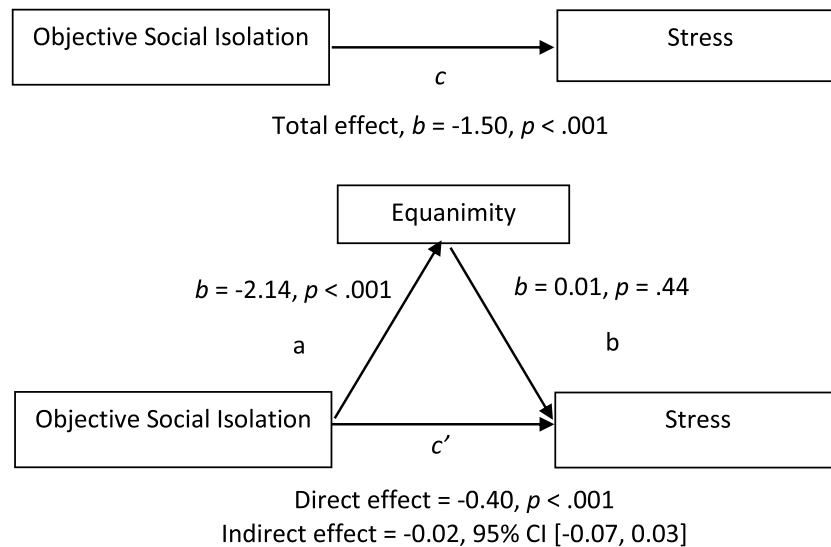 Objective Social Isolation
Stress
c
Total effect, b = -1.50, p < .001
Equanimity
b = -2.14, p < .001
b = 0.01, p = .44
a
b
Objective Social Isolation
Stress
c’
Direct effect = -0.40, p < .001
Indirect effect = -0.02, 95% CI [-0.07, 0.03]